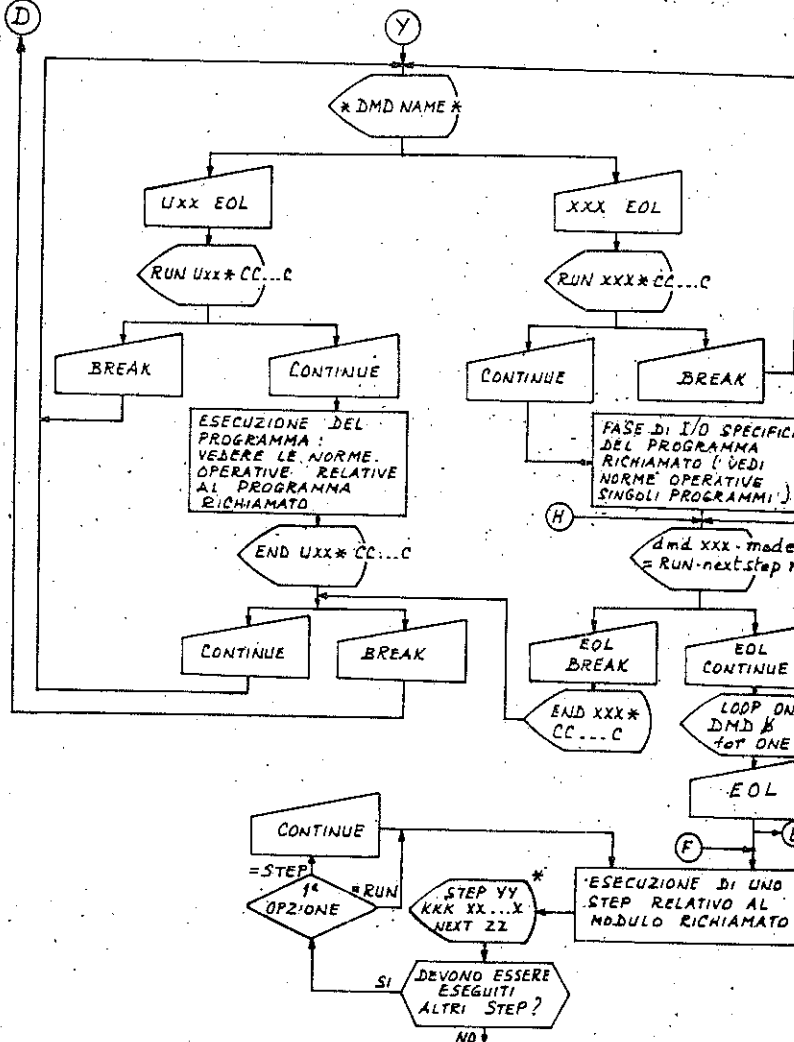 D
Y
* DMD NAME *
Uxx EOL
XXX EOL
RUN Uxx* CC...C
RUN XXX* CC...C
BREAK
CONTINUE
CONTINUE
BREAK
ESECUZIONE DEL
PROGRAMMA:
VEDERE LE NORME
OPERATIVE RELATIVE
AL PROGRAMMA
RICHIAMATO
FASE DI I/O SPECIFIC
DEL PROGRAMMA
RICHIAMATO (VEDI
NORME OPERATIVE
SINGOLI PROGRAMMI)
H
END Uxx* CC...C
dmd xxx-mode
= RUN-next step
CONTINUE
BREAK
EOL
BREAK
EOL
CONTINUE
END XXX*
CC...C
LOOP ON
DMD
for ONE
EOL
F
CONTINUE
=STEP
1ª
OPZIONE
=RUN
*
STEP YY
KKK XX...X
NEXT ZZ
ESECUZIONE DI UNO
STEP RELATIVO AL
MODULO RICHIAMATO
SI
DEVONO ESSERE
ESEGUITI
ALTRI STEP?
NO